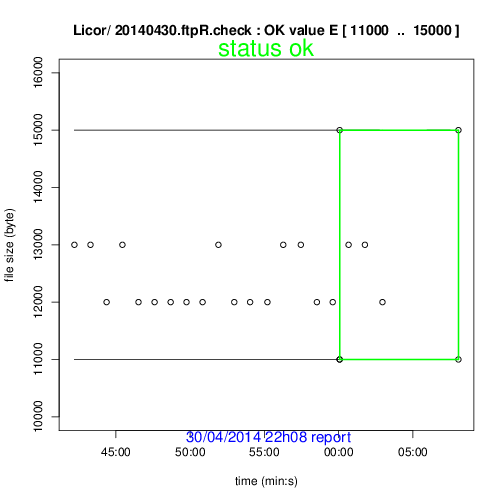 Licor/ 20140430.ftpR.check : OK value E [ 11000 .. 15000 ]
status ok
16000
15000
14000
13000
12000
11000
10000
file size (byte)
30/04/2014 22h08 report
45:00 50:00 55:00 00:00 05:00
time (min:s)